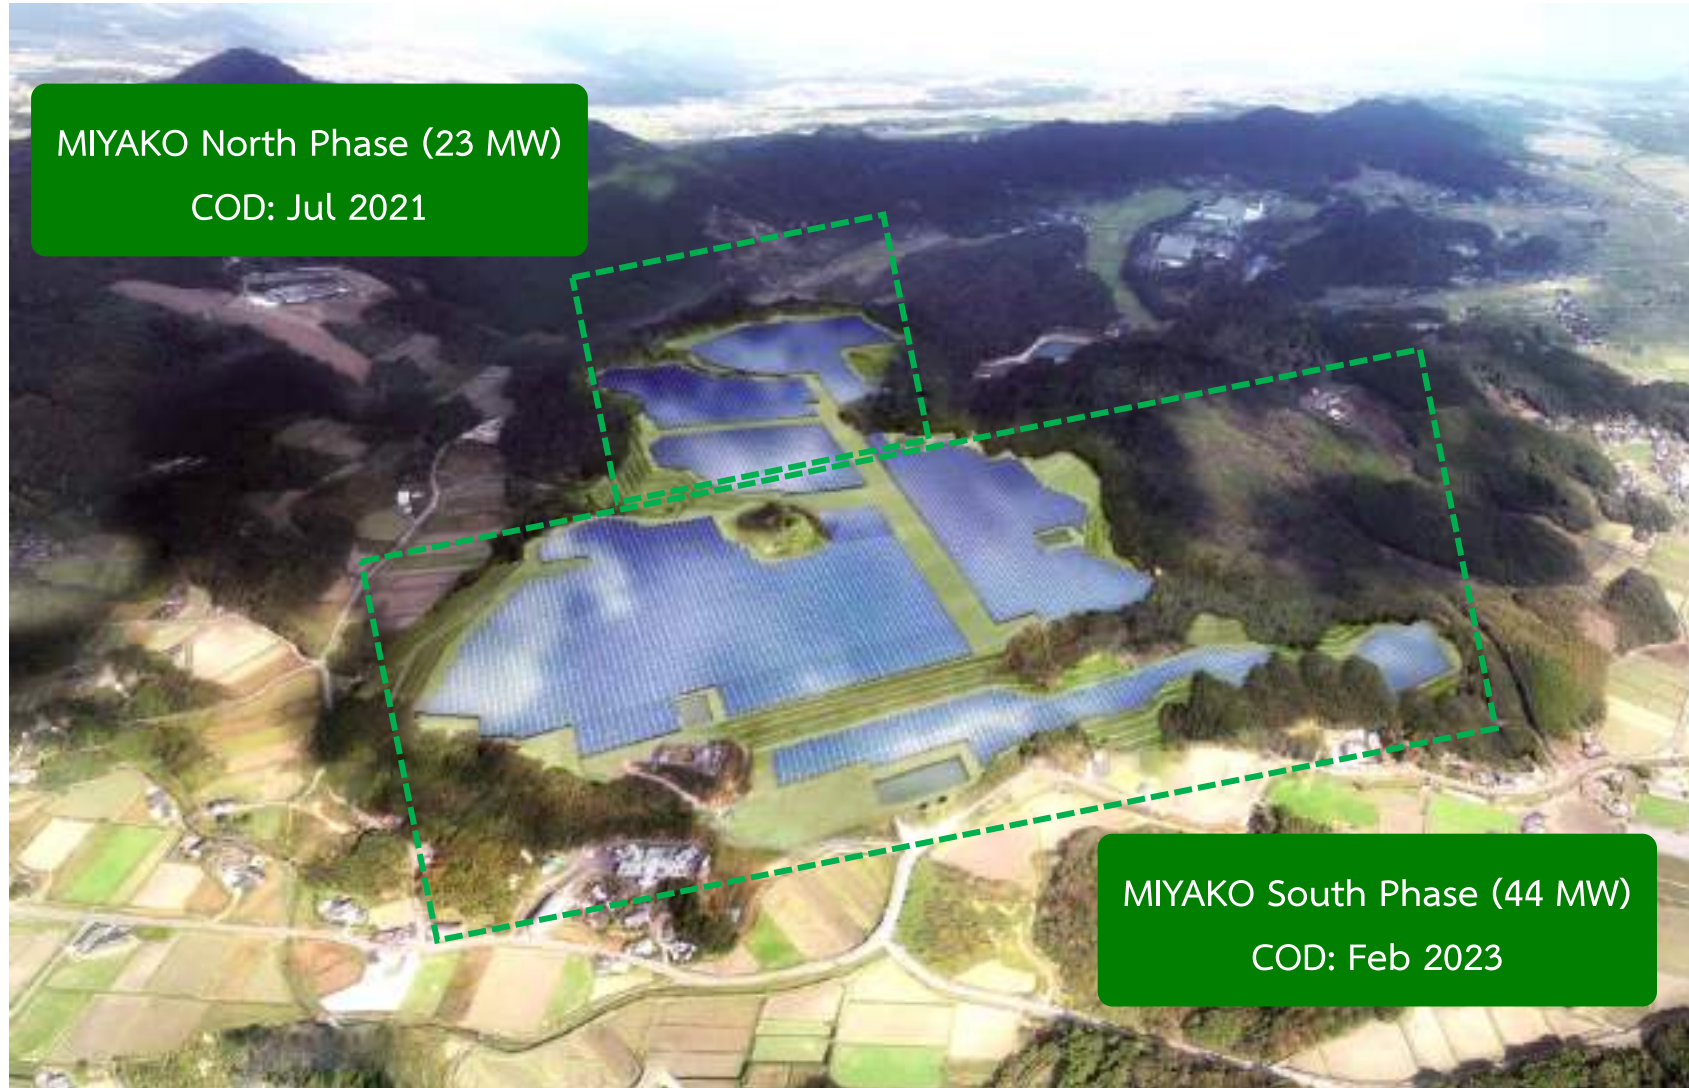 MIYAKO North Phase (23 MW)
COD: Jul 2021
MIYAKO South Phase (44 MW)
COD: Feb 2023